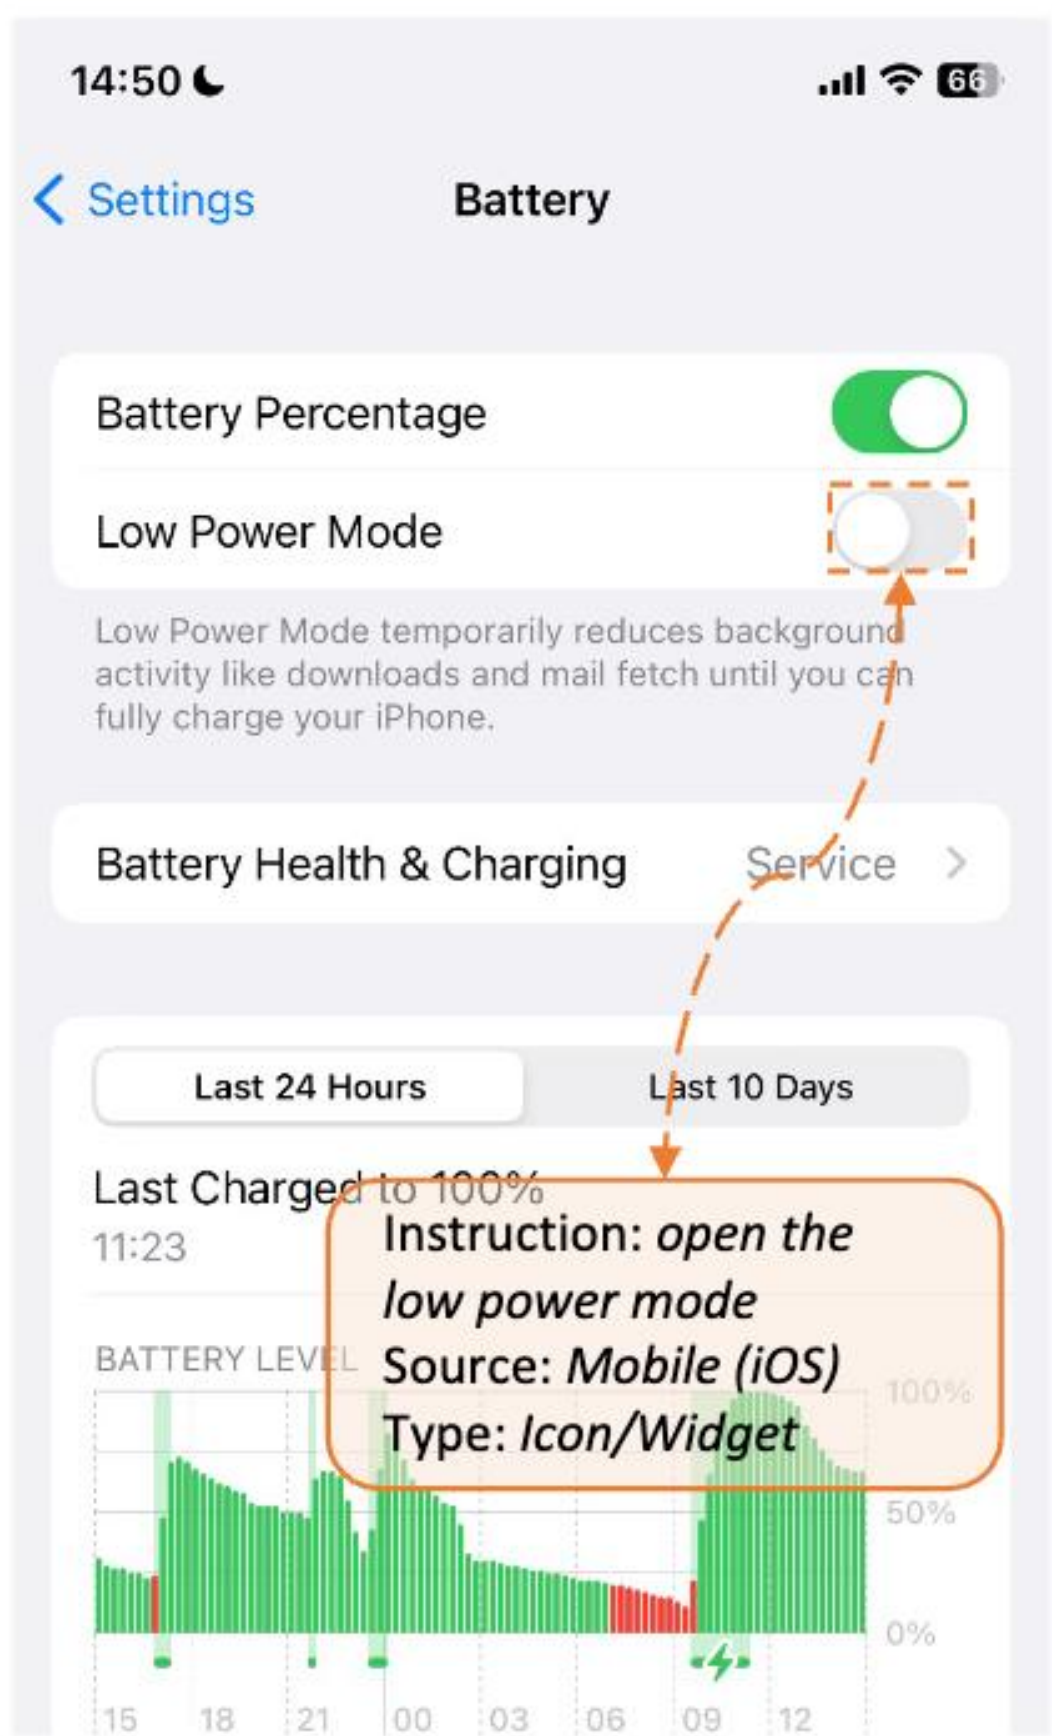 14:50
66
Settings
Battery
Battery Percentage
Low Power Mode
Low Power Mode temporarily reduces background
activity like downloads and mail fetch until you can
fully charge your iPhone.
Battery Health & Charging Service
Last 24 Hours Last 10 Days
Last Charged to 100%
11:23
Instruction: open the
low power mode
Source: Mobile (iOS)
Type: Icon/Widget
BATTERY LEVEL
100%
50%
0%
15 18 21 00 03 06 09 12